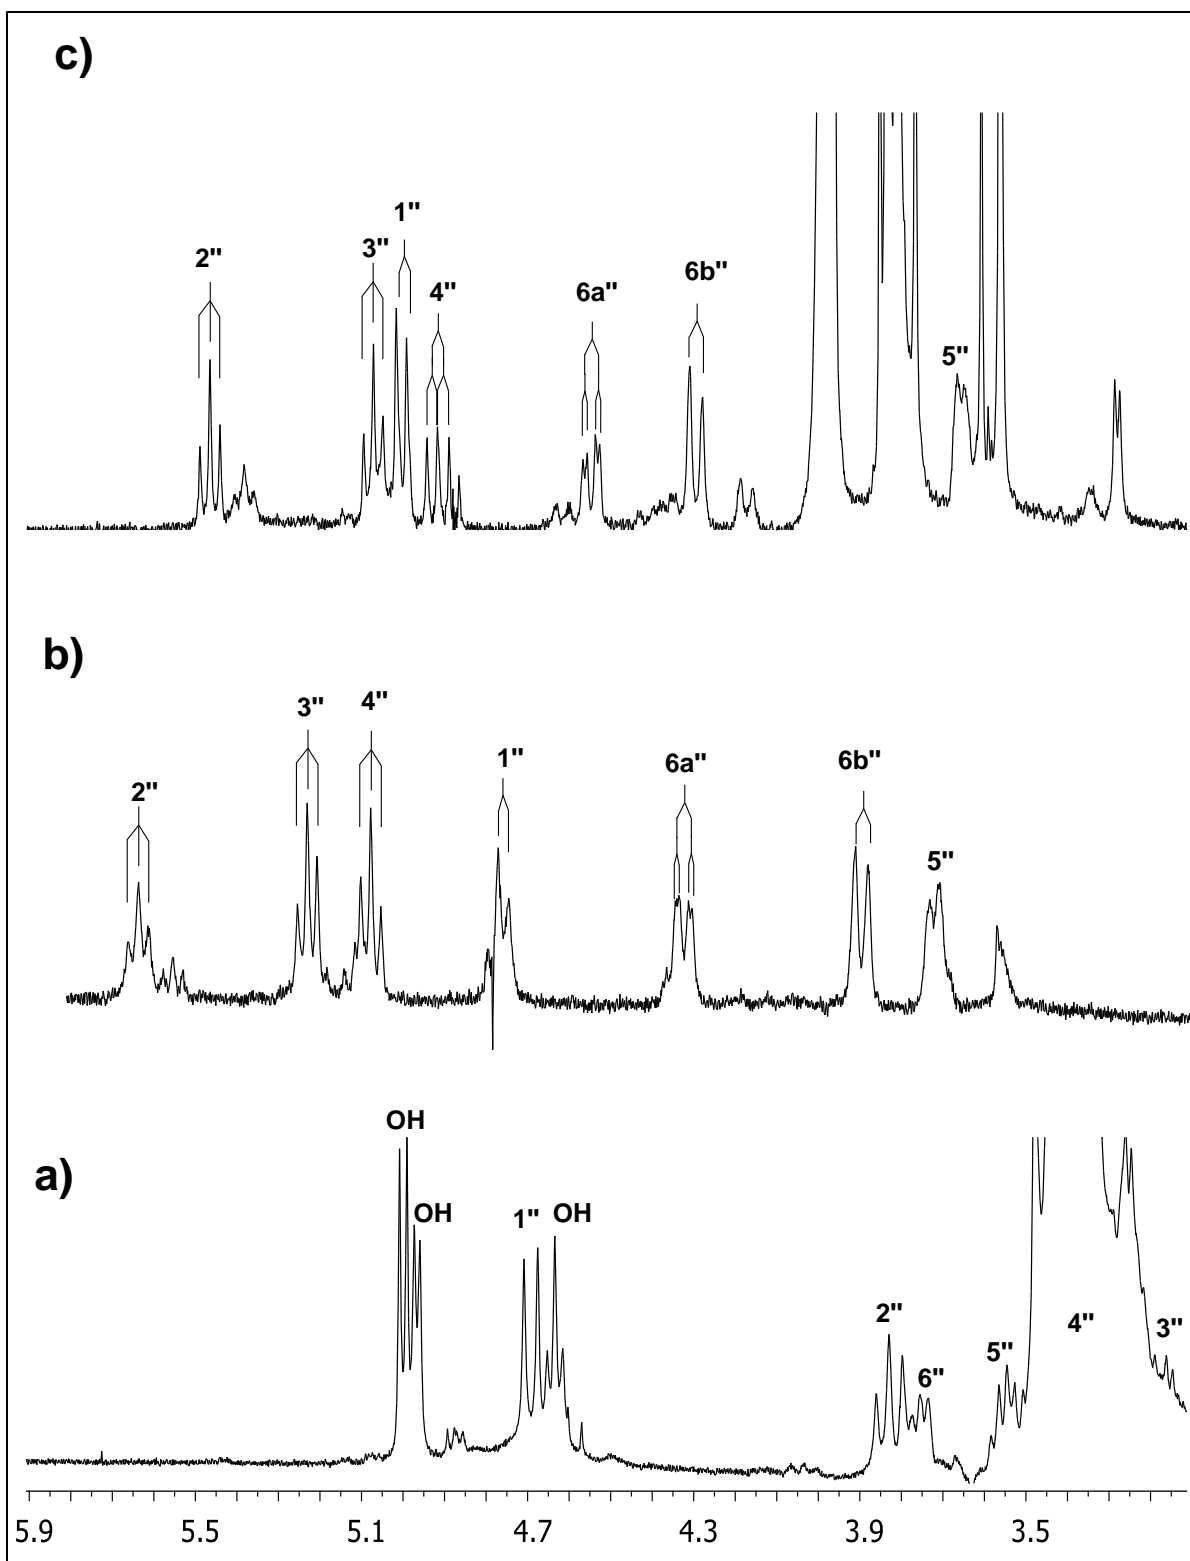 c)
2" 3" 1" 4" 6a" 6b" 5"
b)
2" 3" 4" 1" 6a" 6b" 5"
a)
OH OH 1" OH 2" 6" 5" 4" 3"
5.9 5.5 5.1 4.7 4.3 3.9 3.5